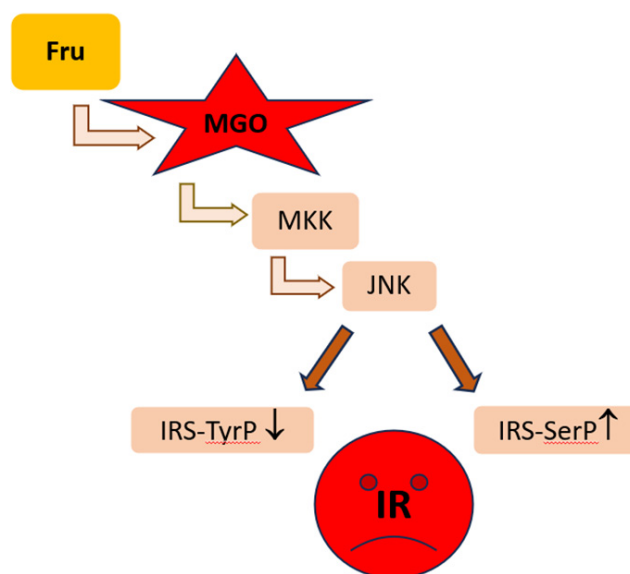 Fru
MGO
MKK
JNK
IRS-TyrP ↓
IRS-SerP ↑
IR